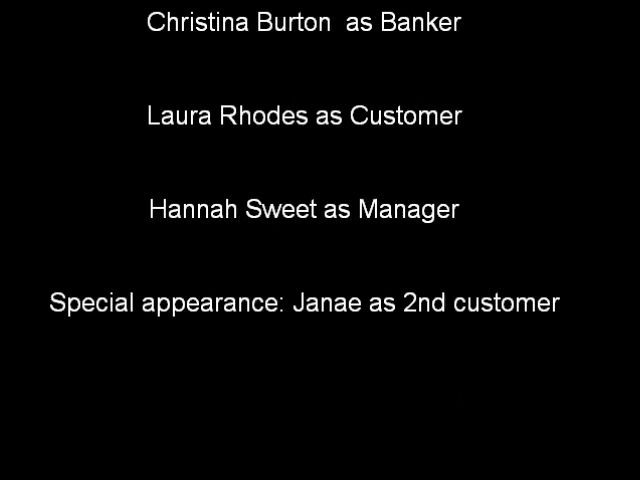 Christina Burton  as Banker
Laura Rhodes as Customer
Hannah Sweet as Manager
Special appearance: Janae as 2nd customer